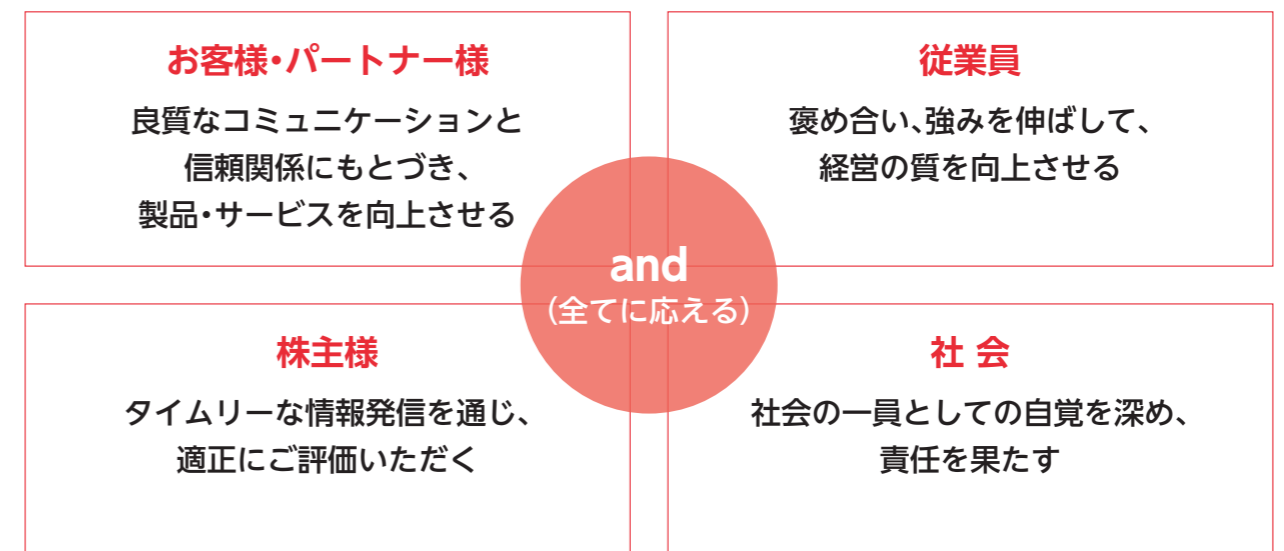 お客様・パートナー様
良質なコミュニケーションと
信頼関係にもとづき、
製品・サービスを向上させる
従業員
褒め合い、強みを伸ばして、
経営の質を向上させる
and
(全てに応える)
株主様
タイムリーな情報発信を通じ、
適正にご評価いただく
社 会
社会の一員としての自覚を深め、
責任を果たす